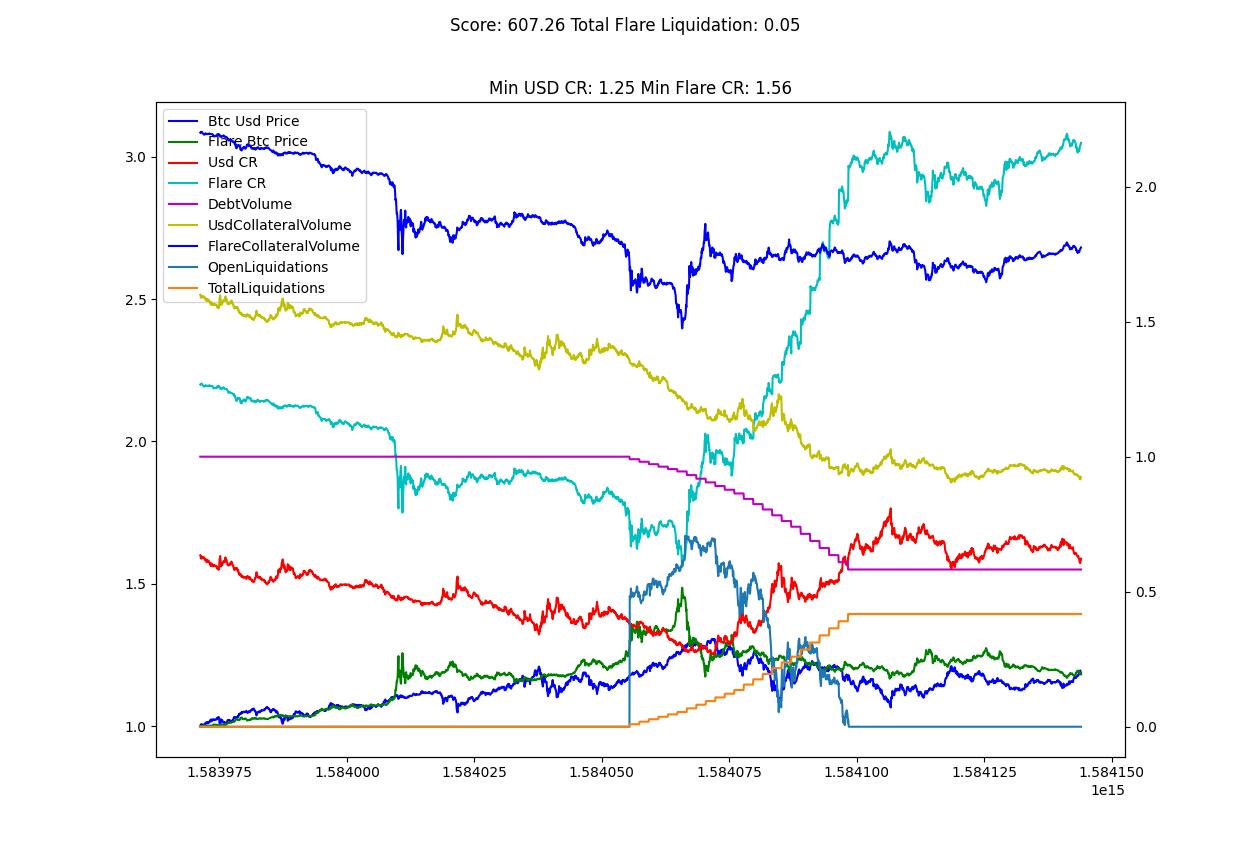 Score: 607.26 Total Flare Liquidation: 0.05
Min USD CR: 1.25 Min Flare CR: 1.56
Btc Usd Price
Flare Btc Price
Usd CR
Flare CR
DebtVolume
UsdCollateralVolume
FlareCollateralVolume
OpenLiquidations
TotalLiquidations
3.0
2.5
2.0
1.5
1.0
2.0
1.5
1.0
0.5
0.0
1.583975 1.584000 1.584025 1.584050 1.584075 1.584100 1.584125 1.584150
1e15